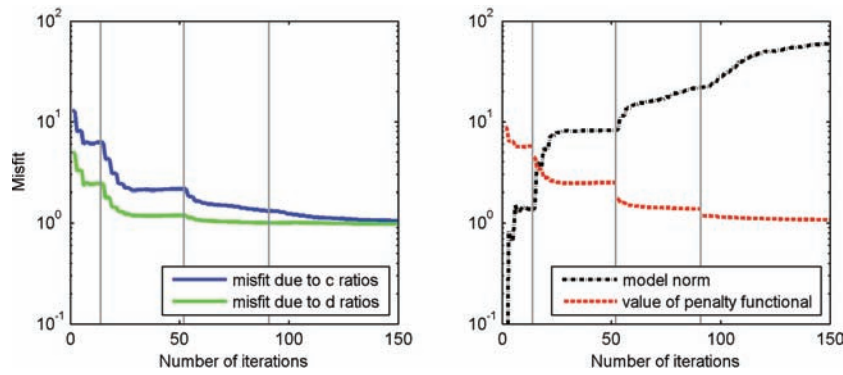 10^2
10^1
10^0
10^-1
Misfit
misfit due to c ratios
misfit due to d ratios
0 50 100 150
Number of iterations
10^2
10^1
10^0
10^-1
model norm
value of penalty functional
0 50 100 150
Number of iterations